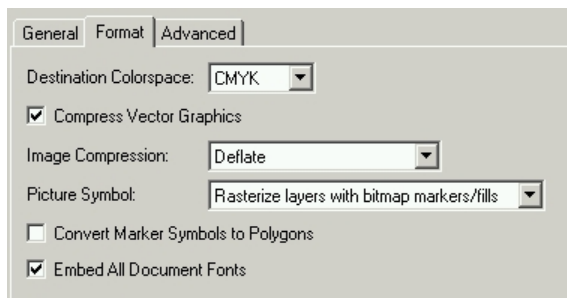 General Format Advanced
Destination Colorspace: CMYK
Compress Vector Graphics
Image Compression: Deflate
Picture Symbol: Rasterize layers with bitmap markers/fills
Convert Marker Symbols to Polygons
Embed All Document Fonts